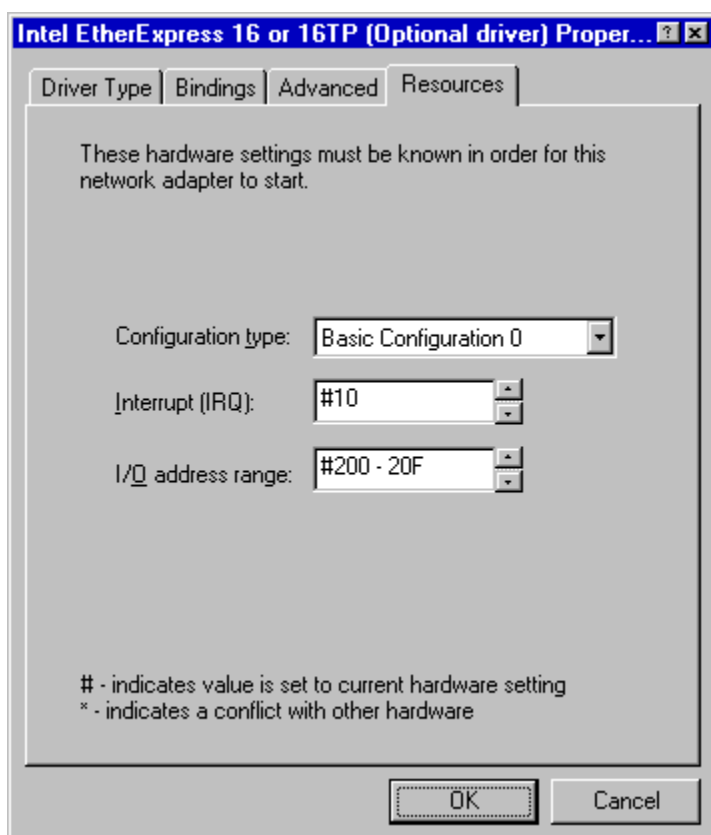 Intel EtherExpress 16 or 16TP (Optional driver) Proper... ?
Driver Type Bindings Advanced Resources
These hardware settings must be known in order for this
network adapter to start.
Configuration type: Basic Configuration 0
Interrupt (IRQ): #10
I/O address range: #200 - 20F
# - indicates value is set to current hardware setting
* - indicates a conflict with other hardware
OK Cancel